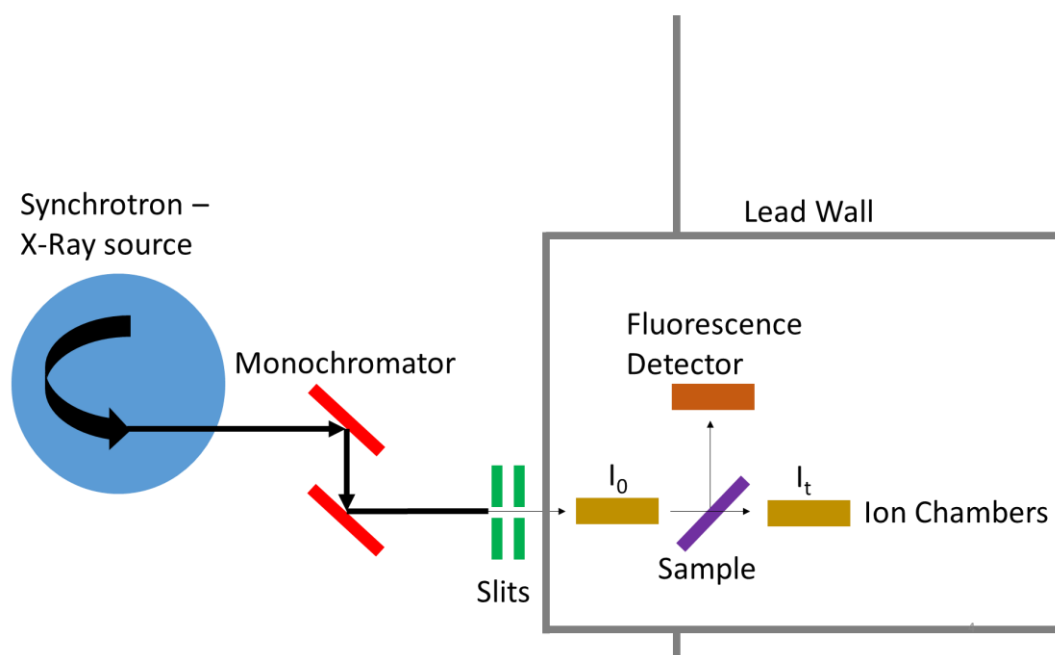 Synchrotron –
X-Ray source
Monochromator
Slits
Lead Wall
Fluorescence
Detector
I0
It
Ion Chambers
Sample